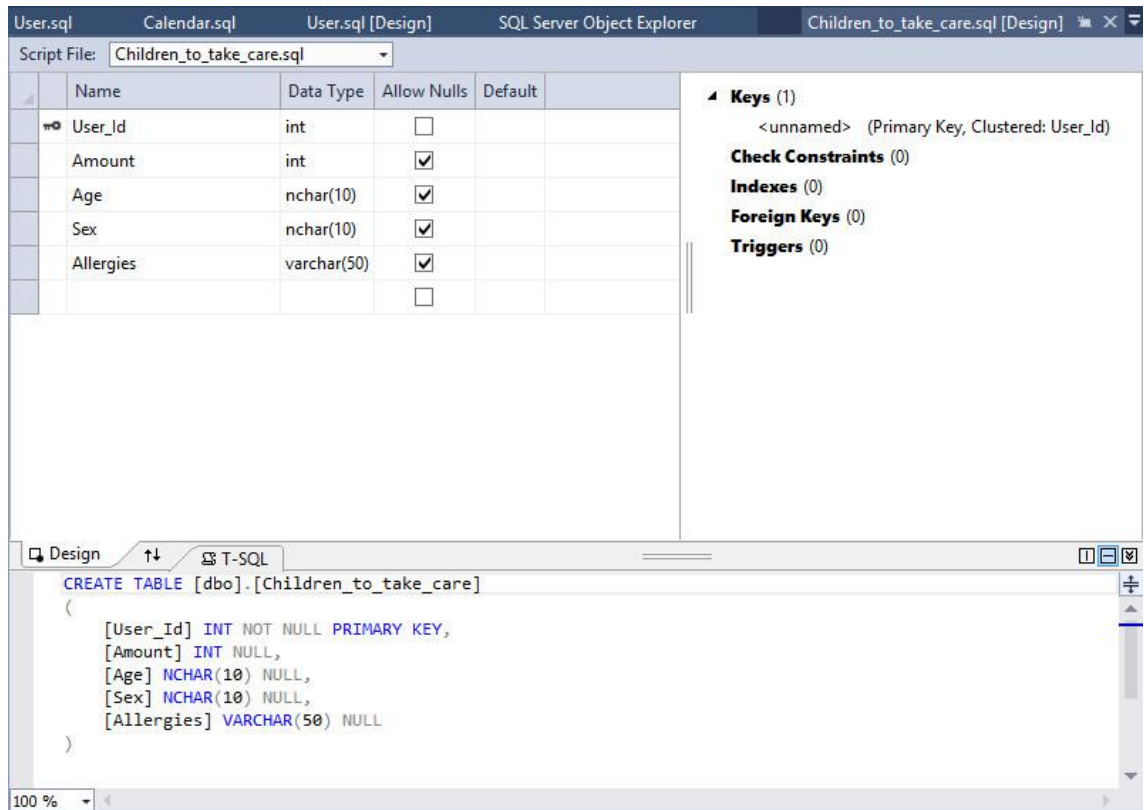 User.sql Calendar.sql User.sql [Design] SQL Server Object Explorer Children_to_take_care.sql [Design]
Script File: Children_to_take_care.sql
Name Data Type Allow Nulls Default
User_Id int
Amount int
Age nchar(10)
Sex nchar(10)
Allergies varchar(50)
Keys (1)
<unnamed> (Primary Key, Clustered: User_Id)
Check Constraints (0)
Indexes (0)
Foreign Keys (0)
Triggers (0)
Design T-SQL
CREATE TABLE [dbo].[Children_to_take_care]
(
[User_Id] INT NOT NULL PRIMARY KEY,
[Amount] INT NULL,
[Age] NCHAR(10) NULL,
[Sex] NCHAR(10) NULL,
[Allergies] VARCHAR(50) NULL
)
100 %